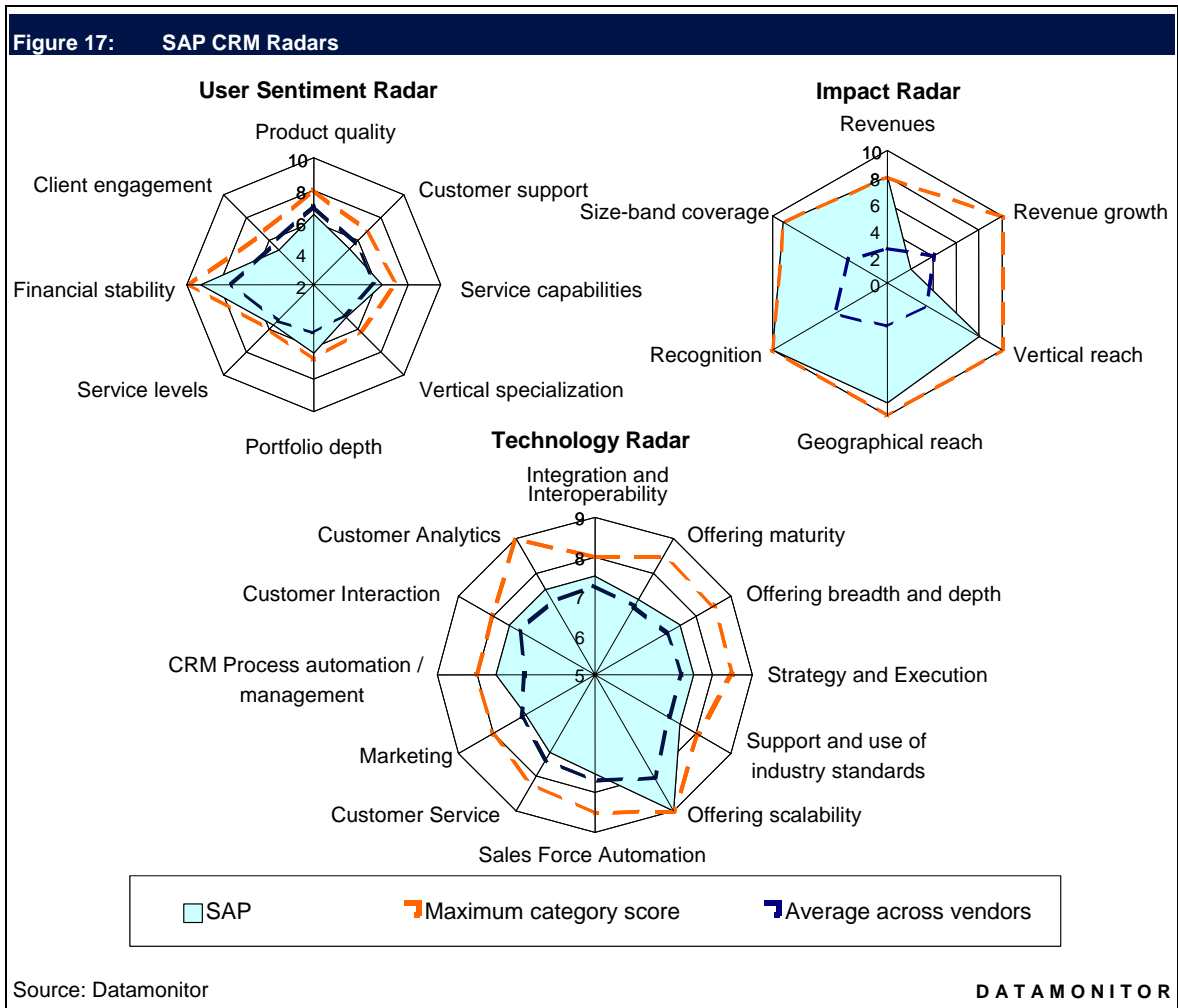 Figure 17: SAP CRM Radars
User Sentiment Radar
Product quality
Customer support
Service capabilities
Vertical specialization
Portfolio depth
Service levels
Financial stability
Client engagement
10
8
6
4
2
Impact Radar
Revenues
Revenue growth
Vertical reach
Geographical reach
Recognition
Size-band coverage
10
8
6
4
2
0
Technology Radar
Integration and
Interoperability
Offering maturity
Offering breadth and depth
Strategy and Execution
Support and use of
industry standards
Offering scalability
Sales Force Automation
Customer Service
Marketing
CRM Process automation /
management
Customer Interaction
Customer Analytics
9
8
7
6
5
SAP
Maximum category score
Average across vendors
Source: Datamonitor
DATAMONITOR